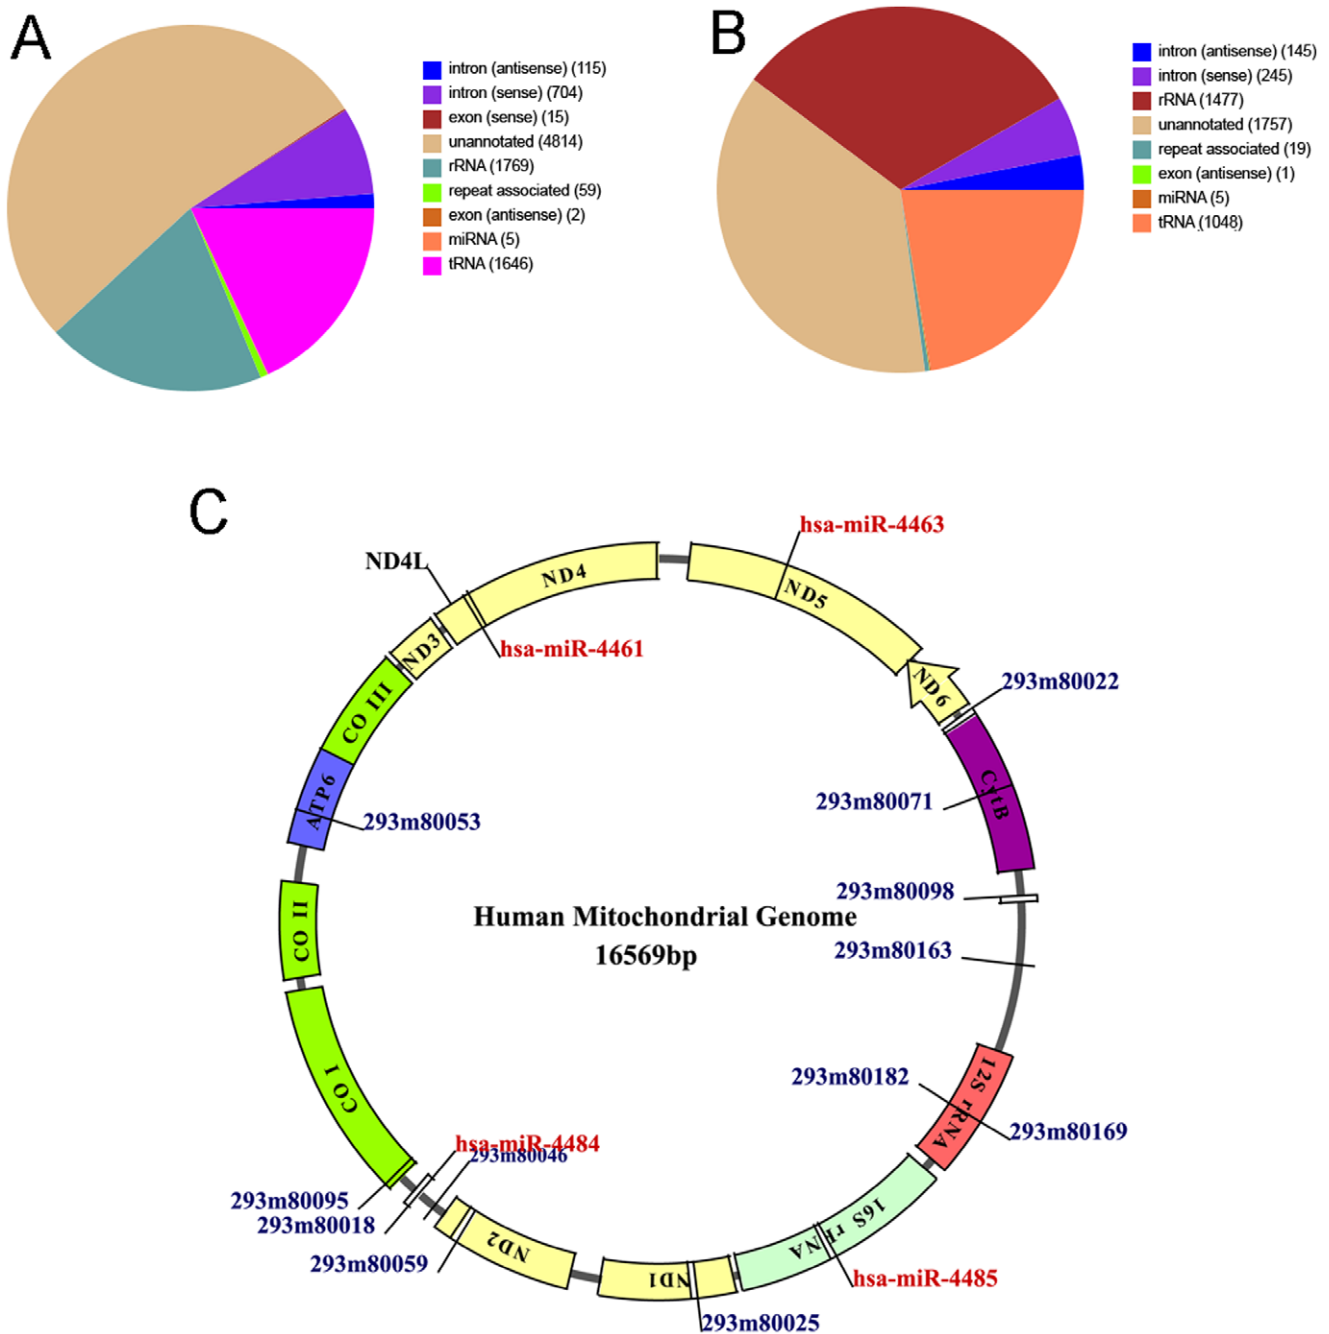 A
intron (antisense) (115)
intron (sense) (704)
exon (sense) (15)
unannotated (4814)
rRNA (1769)
repeat associated (59)
exon (antisense) (2)
miRNA (5)
tRNA (1646)
B
intron (antisense) (145)
intron (sense) (245)
rRNA (1477)
unannotated (1757)
repeat associated (19)
exon (antisense) (1)
miRNA (5)
tRNA (1048)
C
hsa-miR-4463
ND4L
ND4
ND5
hsa-miR-4461
ND3
ND6
293m80022
CO III
CytB
293m80071
ATP6
293m80053
293m80098
CO II
Human Mitochondrial Genome
16569bp
293m80163
12S rRNA
293m80182
CO I
293m80169
hsa-miR-4484
293m80046
293m80095
293m80018
293m80059
16S rRNA
ND2
ND1
hsa-miR-4485
293m80025